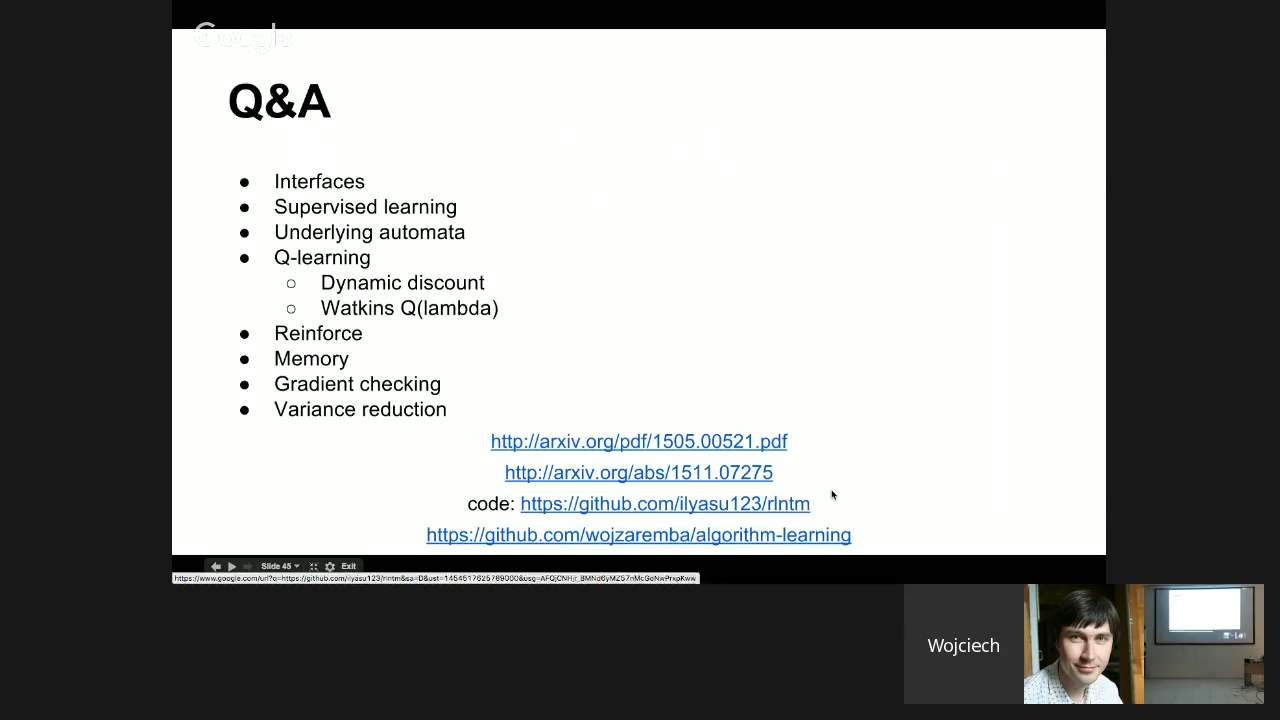 Google
Q&A
● Interfaces
● Supervised learning
● Underlying automata
● Q-learning
○ Dynamic discount
○ Watkins Q(lambda)
● Reinforce
● Memory
● Gradient checking
● Variance reduction
http://arxiv.org/pdf/1505.00521.pdf
http://arxiv.org/abs/1511.07275
code: https://github.com/ilyasu123/rlntm
https://github.com/wojzaremba/algorithm-learning
Slide 45 Exit
Wojciech